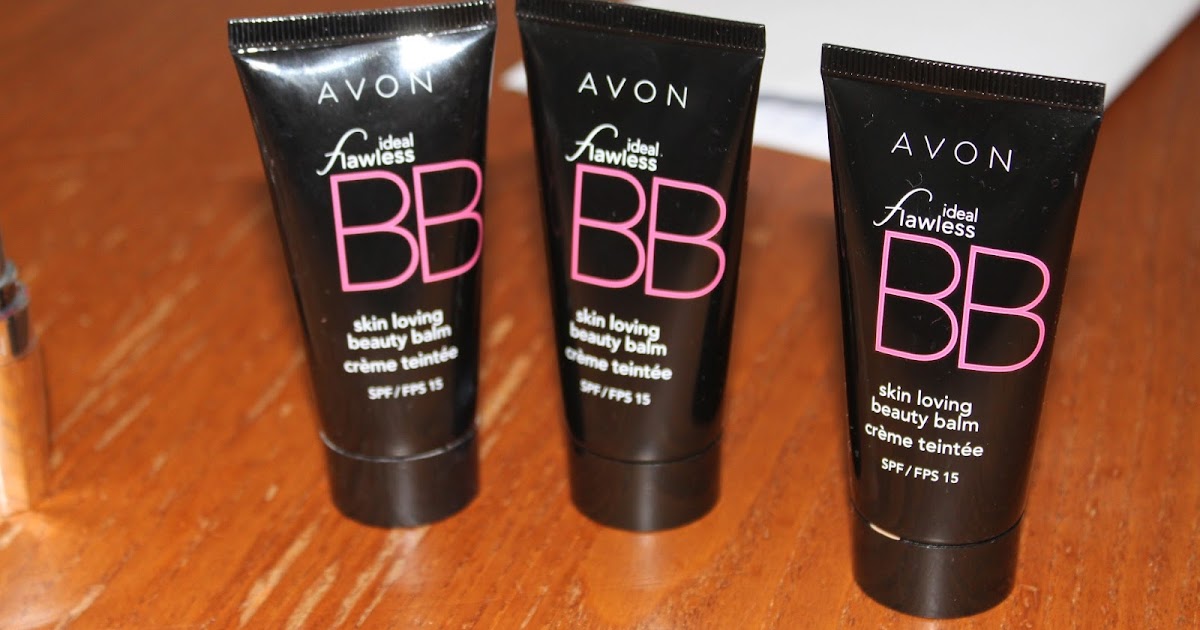 AVON
ideal
flawless
BB
skin loving
beauty balm
crème teintée
SPF/FPS 15
AVON
ideal
flawless
BB
skin loving
beauty balm
crème teintée
SPF/FPS 15
AVON
ideal
flawless
BB
skin loving
beauty balm
crème teintée
SPF/FPS 15